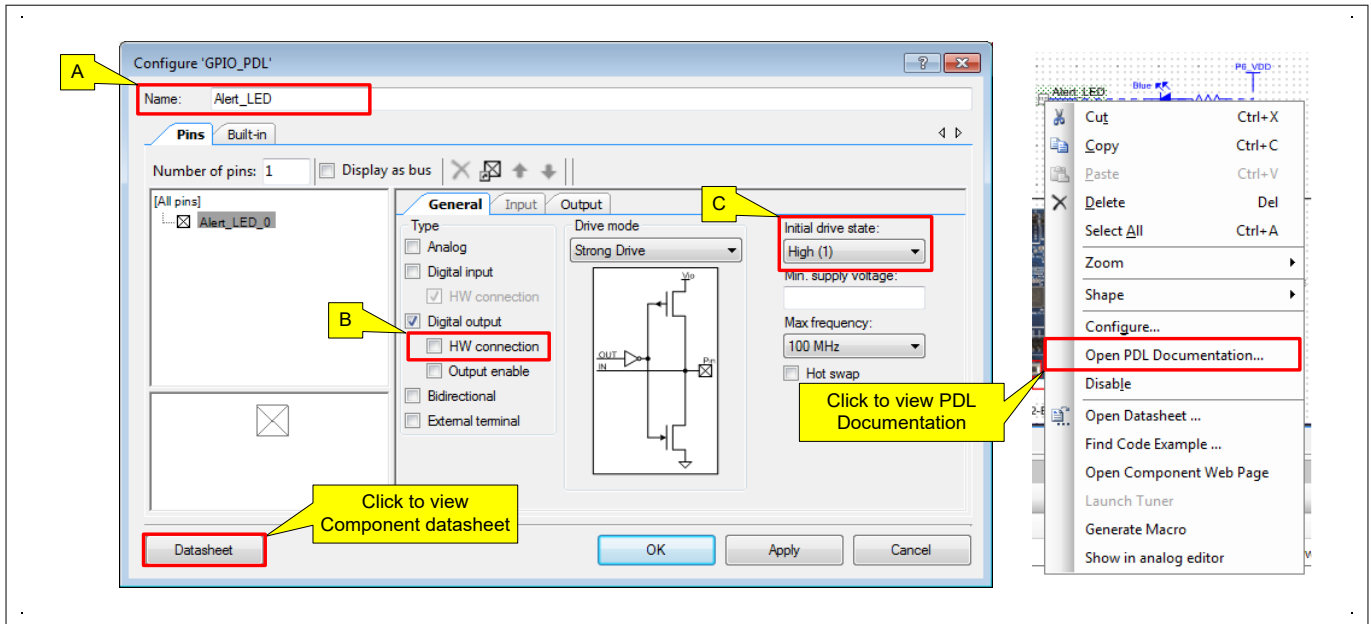 Configure 'GPIO_PDL'
A
Name: Alert_LED
Pins Built-in
Number of pins: 1 Display as bus
[All pins]
Alert_LED_0
General Input Output
C
Type
Analog
Digital input
HW connection
B
Digital output
HW connection
Output enable
Bidirectional
External terminal
Drive mode
Strong Drive
Vio
OUT
IN
Pin
Initial drive state:
High (1)
Min. supply voltage:
Max frequency:
100 MHz
Hot swap
Click to view PDL
Documentation
Click to view
Component datasheet
Datasheet
OK Apply Cancel
P6_VDD
Alert_LED
Blue
Cut Ctrl+X
Copy Ctrl+C
Paste Ctrl+V
Delete Del
Select All Ctrl+A
Zoom
Shape
Configure...
Open PDL Documentation...
Disable
Open Datasheet ...
Find Code Example ...
Open Component Web Page
Launch Tuner
Generate Macro
Show in analog editor